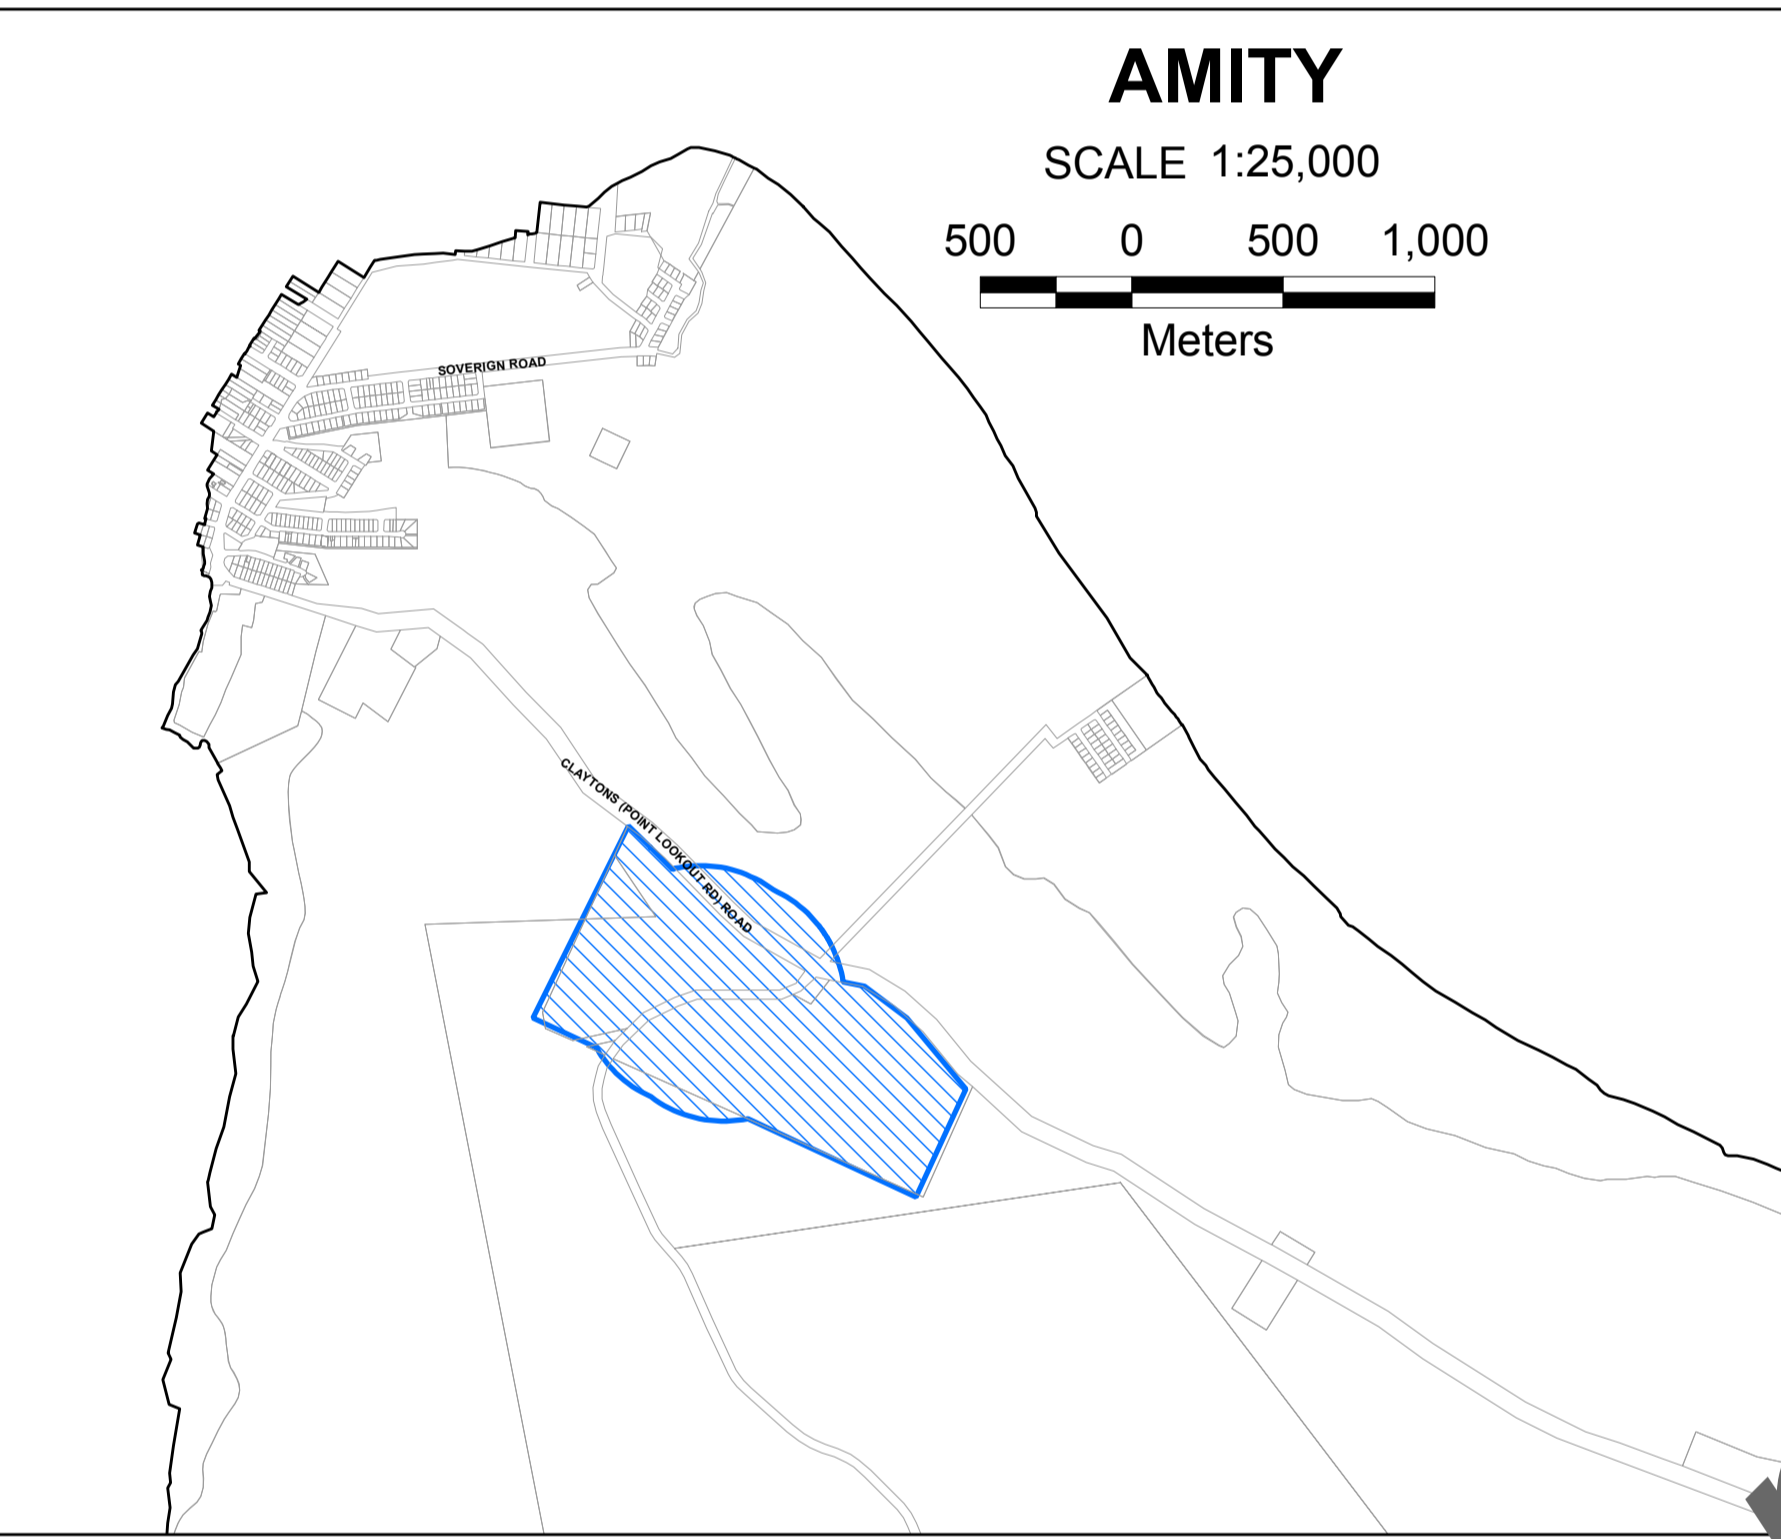 AMITY
SCALE 1:25,000
500 0 500 1,000
Meters
SOVERIGN ROAD
CLAYTONS (POINT LOOKOUT RD) ROAD